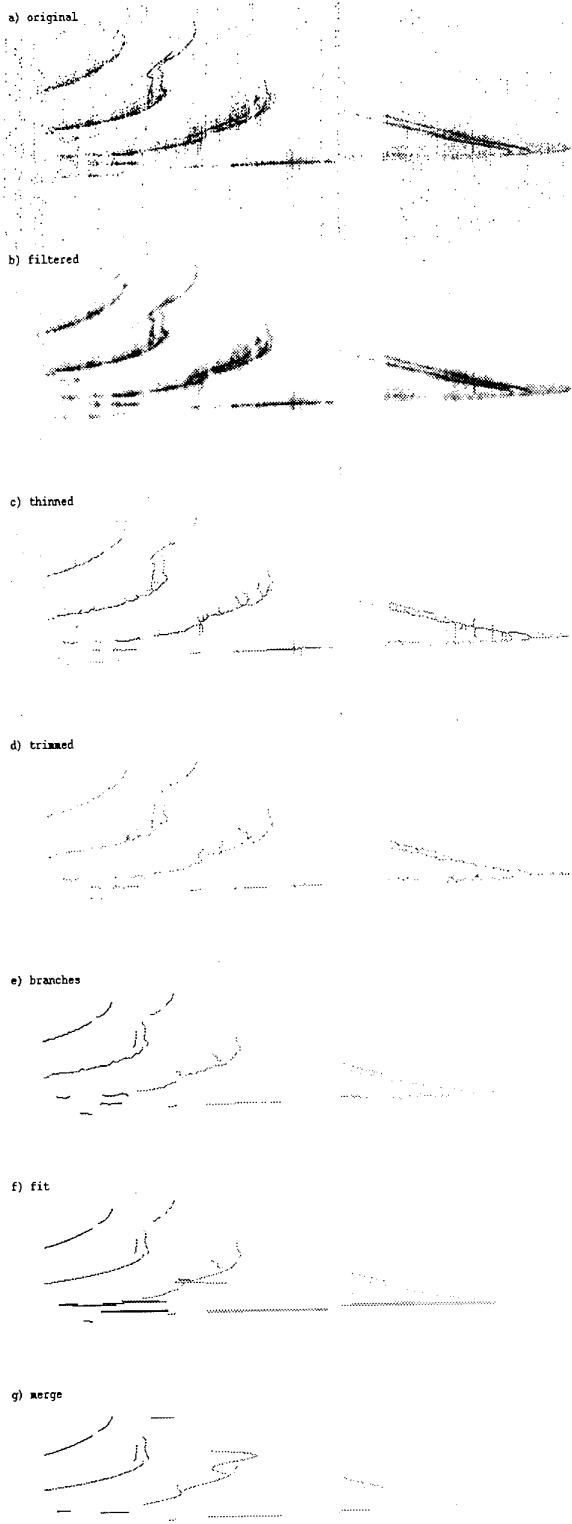 a) original
b) filtered
c) thinned
d) trimmed
e) branches
f) fit
g) merge